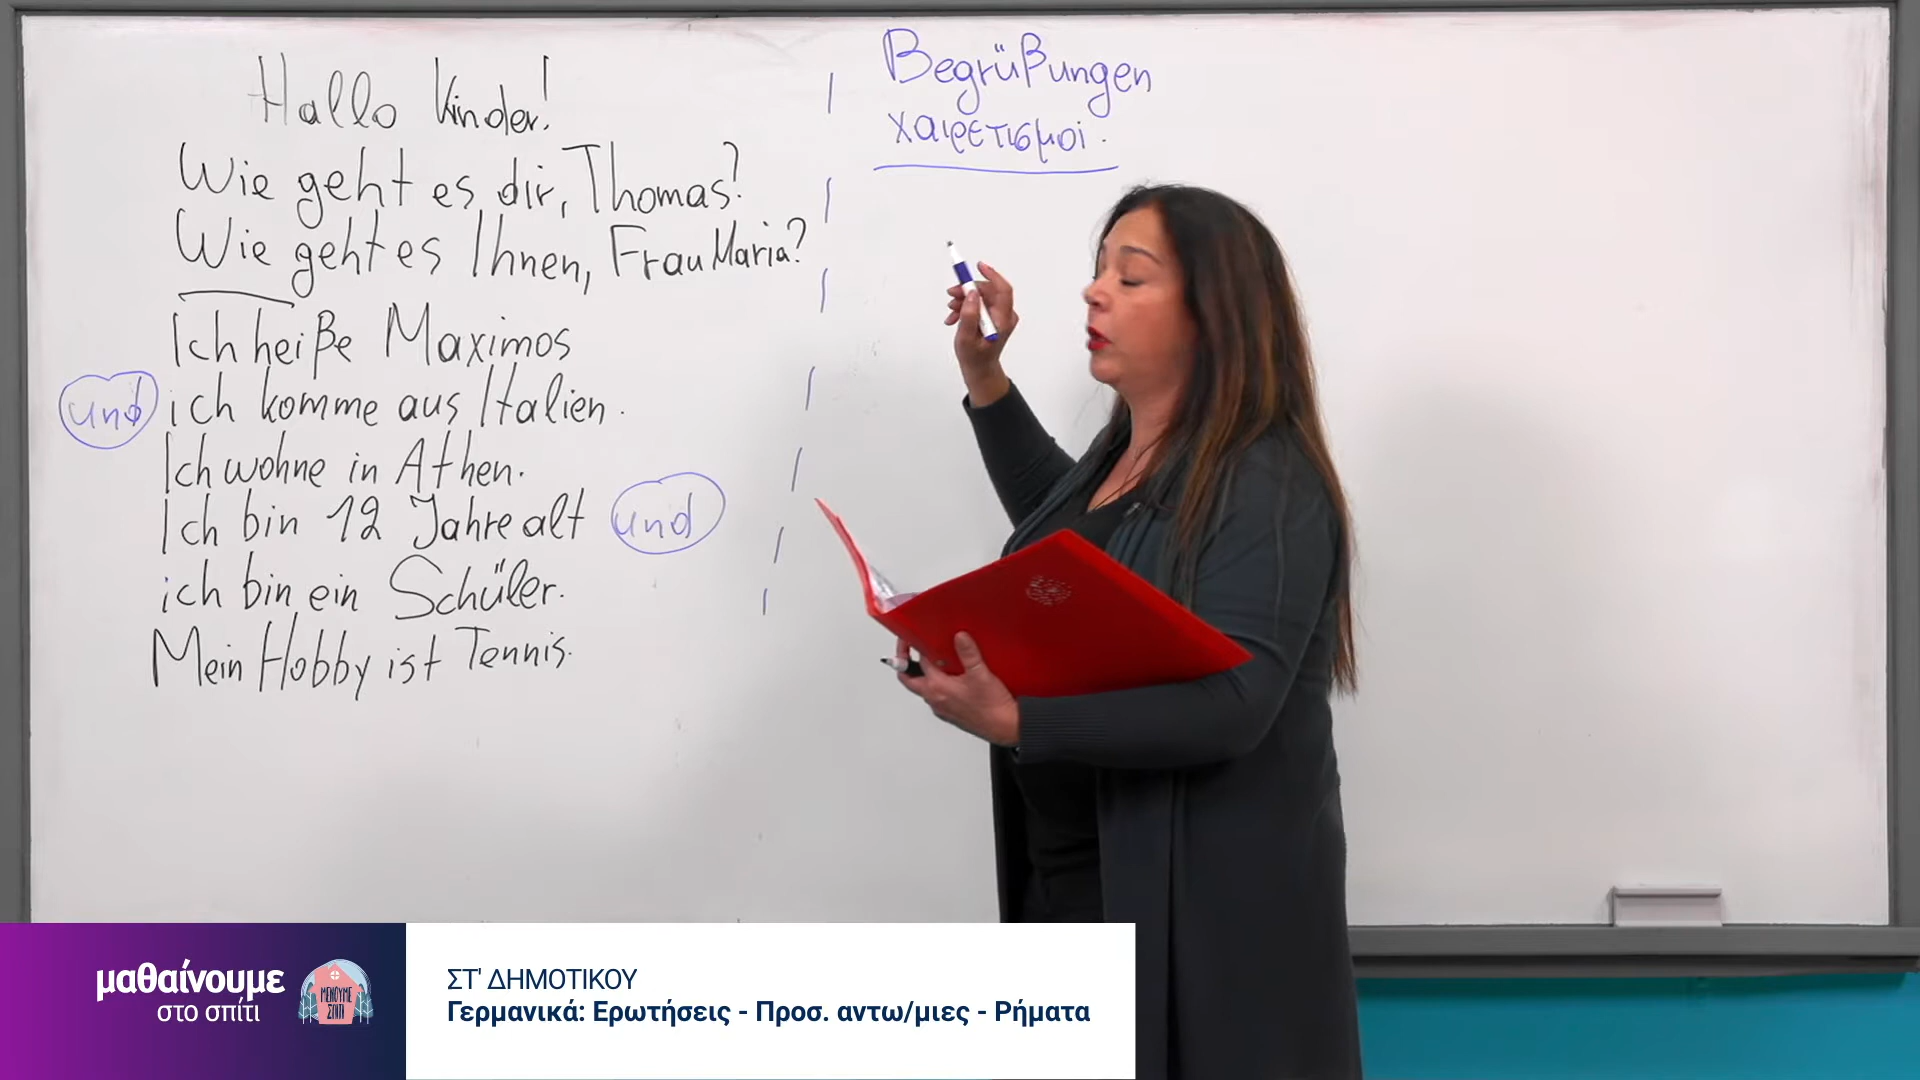 Hallo Kinder!
Wie geht es dir, Thomas?
Wie geht es Ihnen, Frau Maria?
Ich heiße Maximos
und ich komme aus Italien.
Ich wohne in Athen.
Ich bin 12 Jahre alt und
ich bin ein Schüler.
Mein Hobby ist Tennis.
Begrüßungen
χαιρετισμοί.
μαθαίνουμε
στο σπίτι
ΜΕΝΟΥΜΕ
ΣΠΙΤΙ
ΣΤ' ΔΗΜΟΤΙΚΟΥ
Γερμανικά: Ερωτήσεις - Προσ. αντω/μιες - Ρήματα